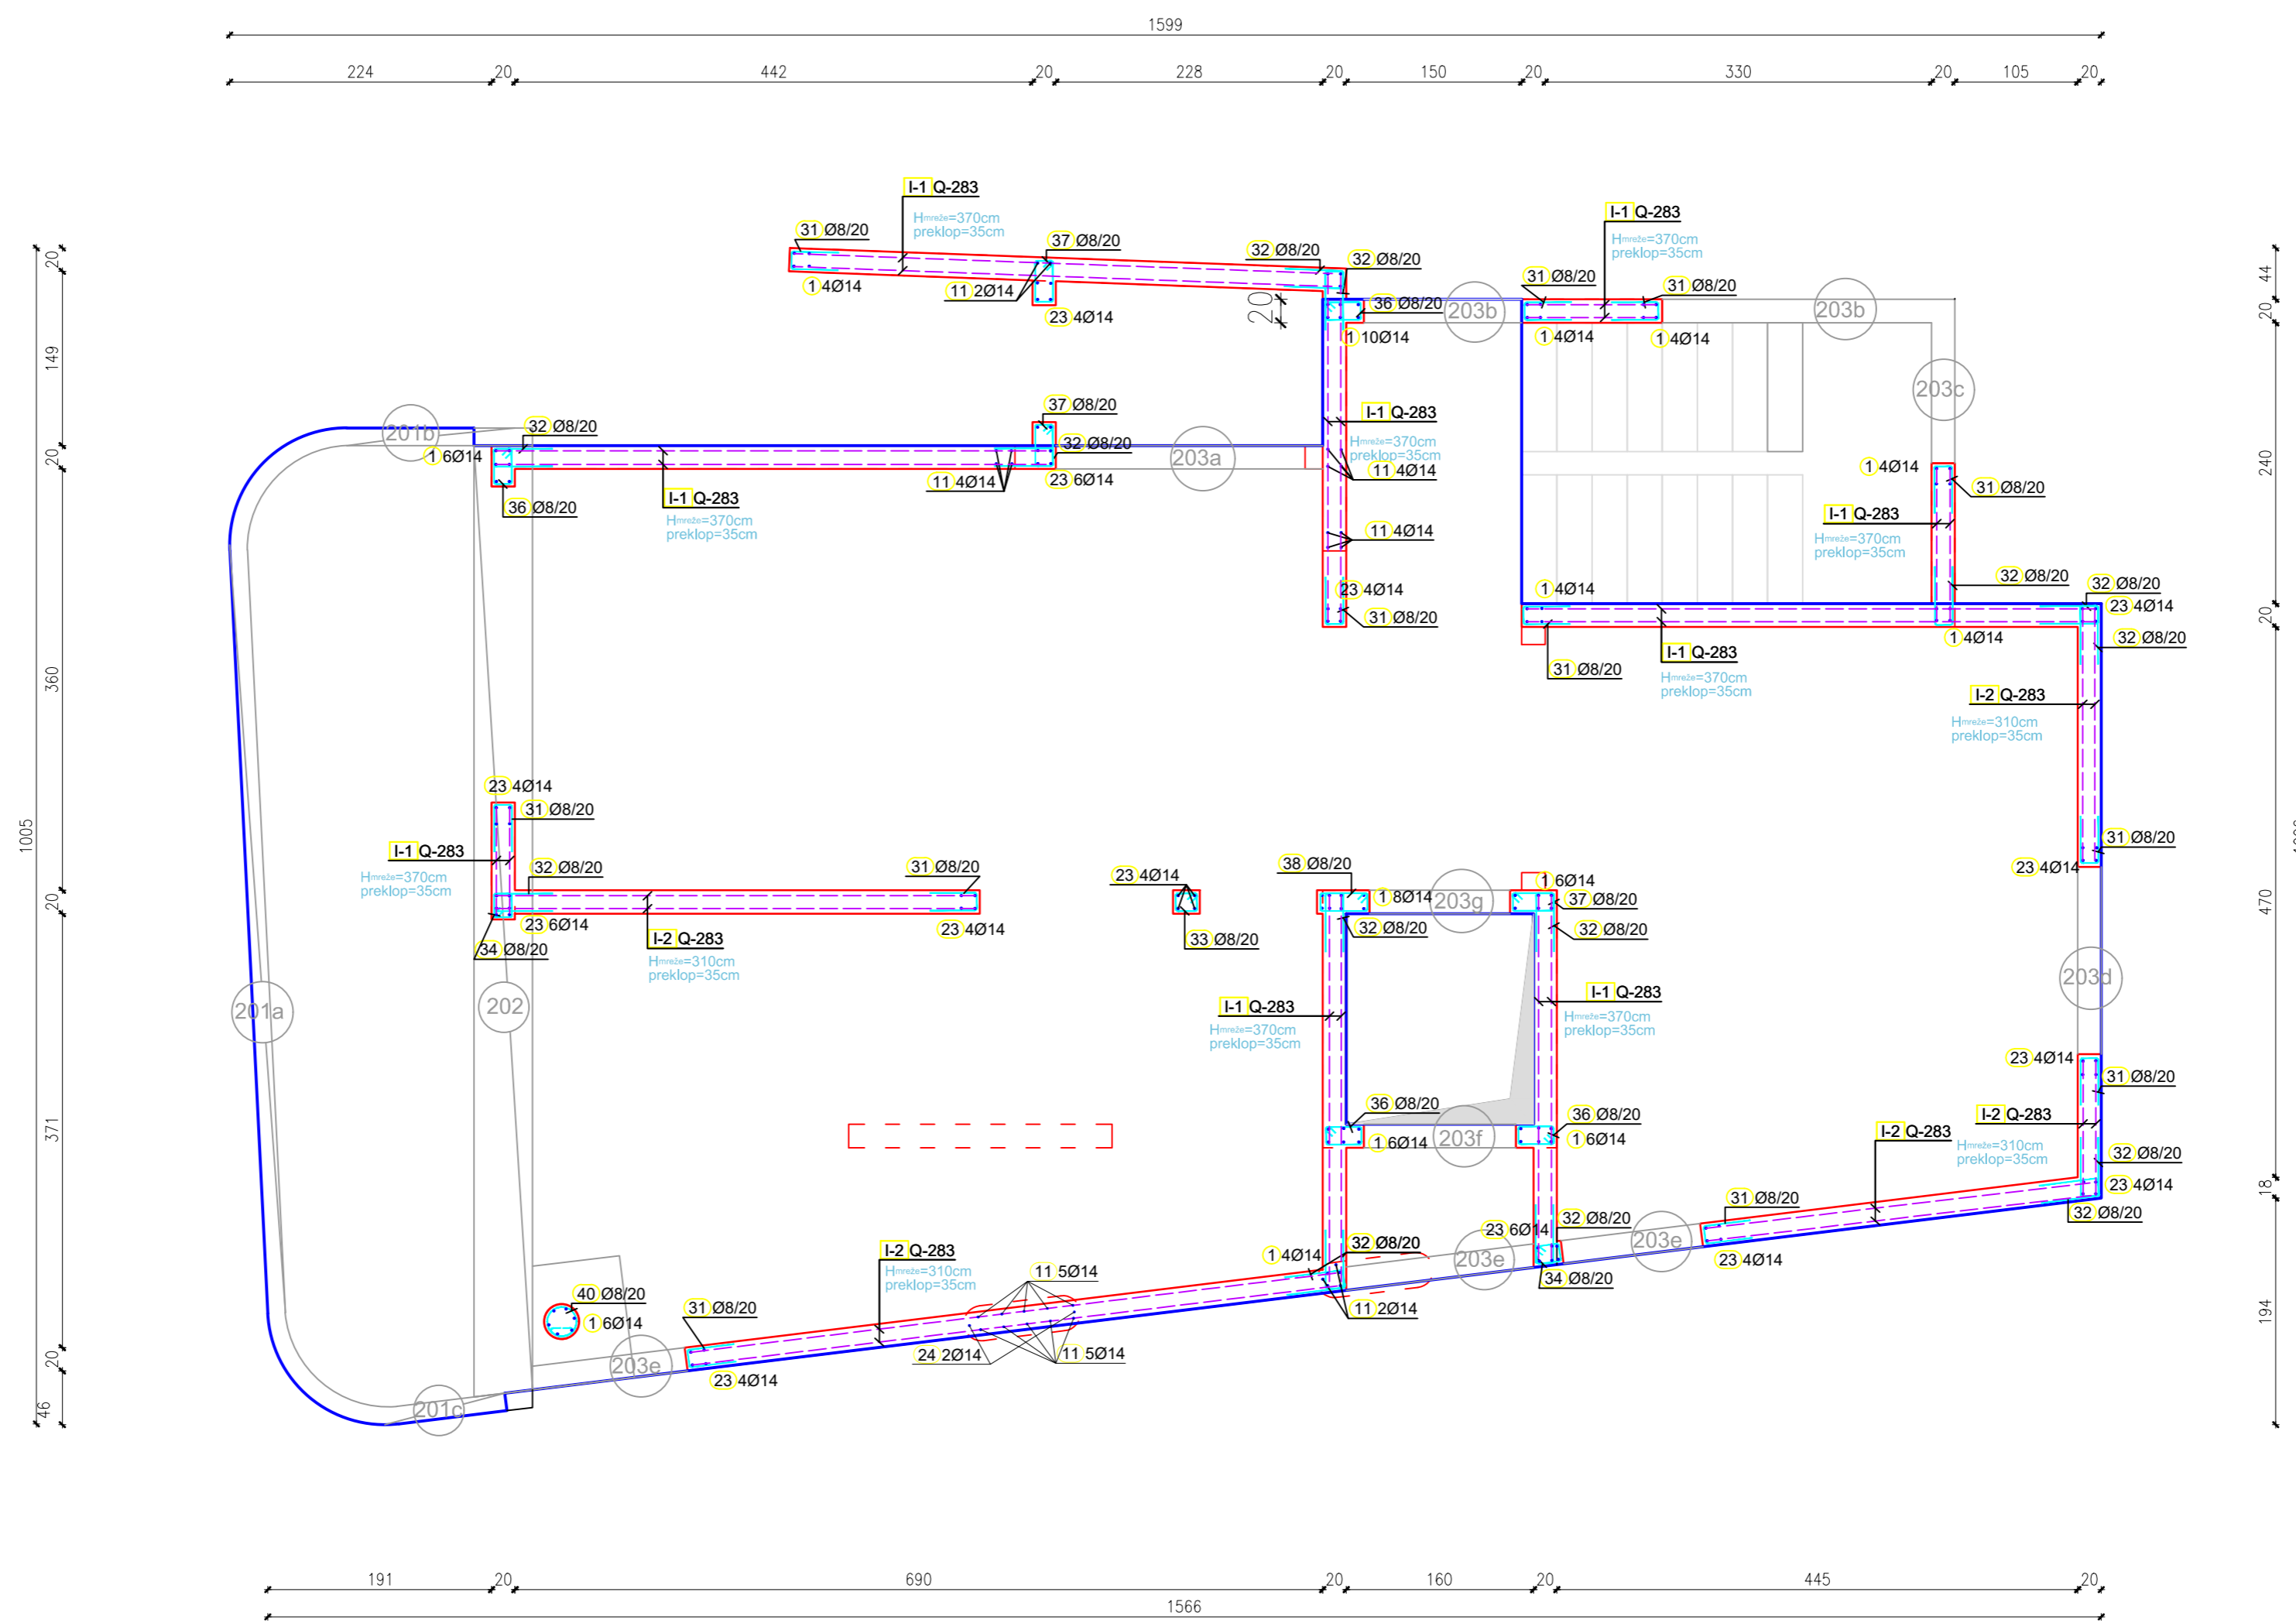 1599
224 20 442 20 228 20 150 20 330 20 105 20
I-1 Q-283
Hmreže=370cm
preklop=35cm
31 Ø8/20
37 Ø8/20
32 Ø8/20
32 Ø8/20
1 4Ø14
11 2Ø14
23 4Ø14
36 Ø8/20
20
1 10Ø14
I-1 Q-283
Hmreže=370cm
preklop=35cm
31 Ø8/20
31 Ø8/20
1 4Ø14
1 4Ø14
203b
203b
203c
201b
32 Ø8/20
1 6Ø14
36 Ø8/20
I-1 Q-283
Hmreže=370cm
preklop=35cm
37 Ø8/20
32 Ø8/20
11 4Ø14
23 6Ø14
203a
I-1 Q-283
Hmreže=370cm
preklop=35cm
11 4Ø14
11 4Ø14
23 4Ø14
31 Ø8/20
1 4Ø14
31 Ø8/20
I-1 Q-283
Hmreže=370cm
preklop=35cm
32 Ø8/20
32 Ø8/20
23 4Ø14
1 4Ø14
1 4Ø14
32 Ø8/20
31 Ø8/20
I-1 Q-283
Hmreže=370cm
preklop=35cm
I-2 Q-283
Hmreže=310cm
preklop=35cm
31 Ø8/20
23 4Ø14
23 4Ø14
31 Ø8/20
I-1 Q-283
Hmreže=370cm
preklop=35cm
32 Ø8/20
31 Ø8/20
23 6Ø14
34 Ø8/20
I-2 Q-283
Hmreže=310cm
preklop=35cm
23 4Ø14
23 4Ø14
33 Ø8/20
38 Ø8/20
1 8Ø14
32 Ø8/20
203g
1 6Ø14
37 Ø8/20
32 Ø8/20
I-1 Q-283
Hmreže=370cm
preklop=35cm
I-1 Q-283
Hmreže=370cm
preklop=35cm
203d
201a
202
36 Ø8/20
1 6Ø14
203f
36 Ø8/20
1 6Ø14
23 4Ø14
31 Ø8/20
I-2 Q-283
Hmreže=310cm
preklop=35cm
I-2 Q-283
32 Ø8/20
23 4Ø14
32 Ø8/20
31 Ø8/20
23 4Ø14
203e
23 6Ø14
32 Ø8/20
34 Ø8/20
203e
1 4Ø14
32 Ø8/20
11 2Ø14
I-2 Q-283
Hmreže=310cm
preklop=35cm
11 5Ø14
40 Ø8/20
1 6Ø14
31 Ø8/20
23 4Ø14
24 2Ø14
11 5Ø14
203e
201c
20
149
20
360
20
371
20
46
1005
44
20
240
20
470
18
194
191 20 690 20 160 20 445 20
1566